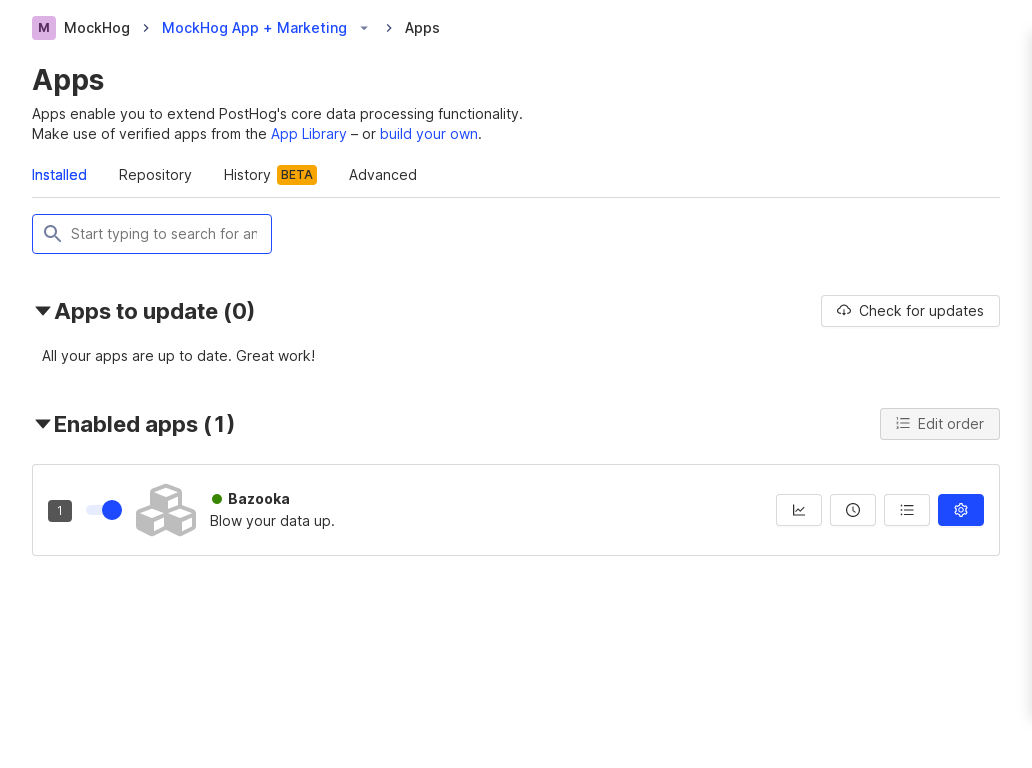 M MockHog MockHog App + Marketing Apps
Apps
Apps enable you to extend PostHog's core data processing functionality.
Make use of verified apps from the App Library – or build your own.
Installed Repository History BETA Advanced
Start typing to search for
Apps to update (0) Check for updates
All your apps are up to date. Great work!
Enabled apps (1) Edit order
1 Bazooka
Blow your data up.